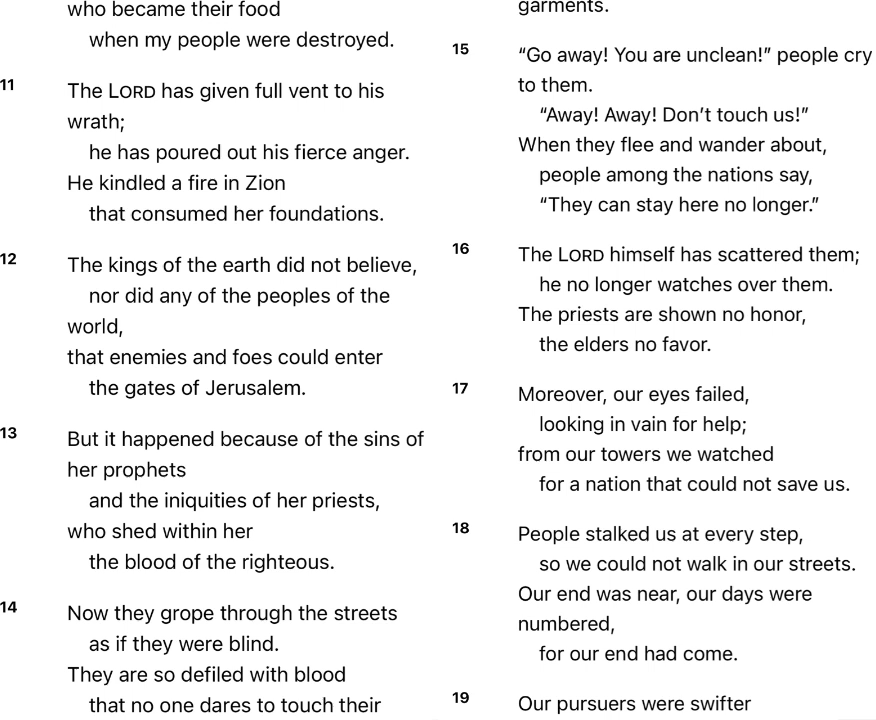 who became their food
when my people were destroyed.
11 The LORD has given full vent to his
wrath;
he has poured out his fierce anger.
He kindled a fire in Zion
that consumed her foundations.
12 The kings of the earth did not believe,
nor did any of the peoples of the
world,
that enemies and foes could enter
the gates of Jerusalem.
13 But it happened because of the sins of
her prophets
and the iniquities of her priests,
who shed within her
the blood of the righteous.
14 Now they grope through the streets
as if they were blind.
They are so defiled with blood
that no one dares to touch their
garments.
15 “Go away! You are unclean!” people cry
to them.
“Away! Away! Don’t touch us!”
When they flee and wander about,
people among the nations say,
“They can stay here no longer.”
16 The LORD himself has scattered them;
he no longer watches over them.
The priests are shown no honor,
the elders no favor.
17 Moreover, our eyes failed,
looking in vain for help;
from our towers we watched
for a nation that could not save us.
18 People stalked us at every step,
so we could not walk in our streets.
Our end was near, our days were
numbered,
for our end had come.
19 Our pursuers were swifter